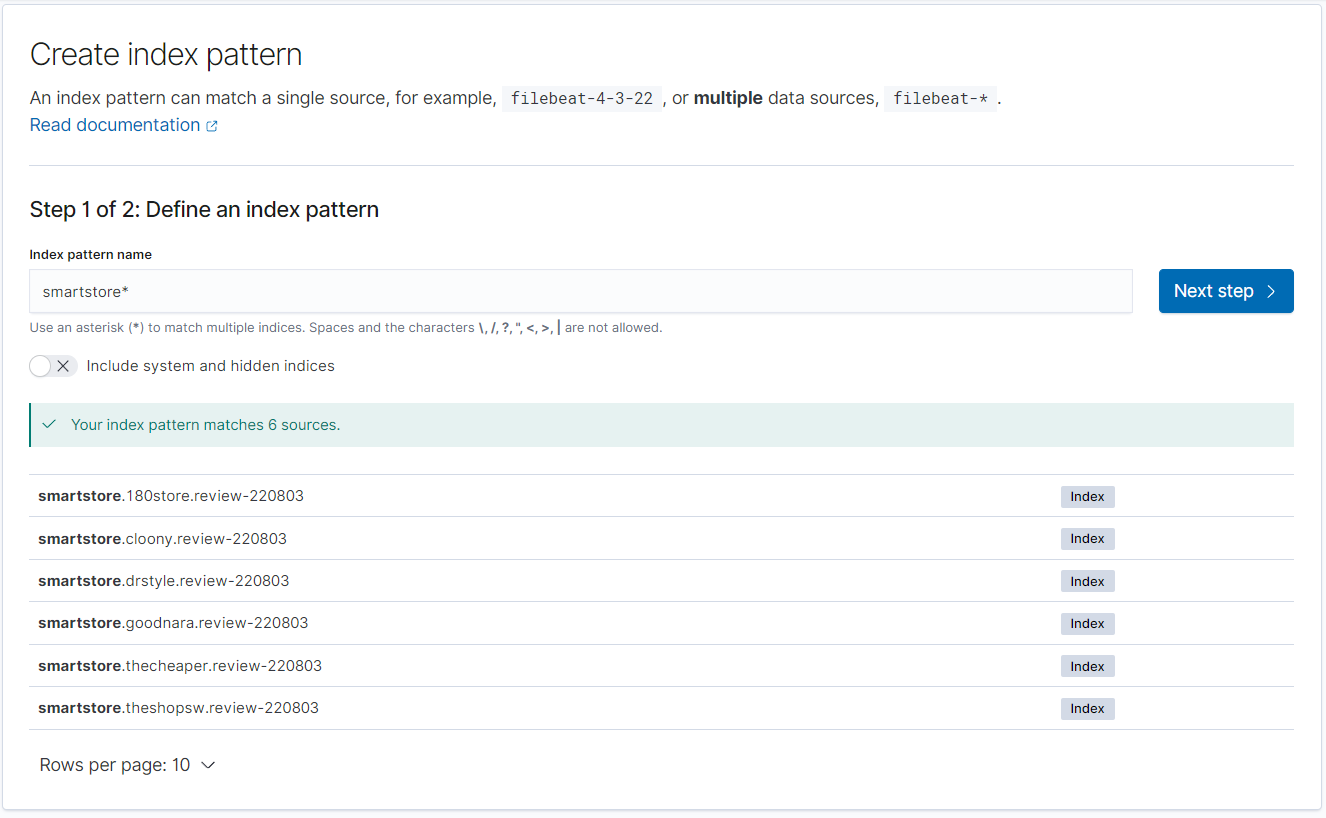 Create index pattern
An index pattern can match a single source, for example, filebeat-4-3-22 , or multiple data sources, filebeat-* .
Read documentation
Step 1 of 2: Define an index pattern
Index pattern name
smartstore*
Next step
Use an asterisk (*) to match multiple indices. Spaces and the characters \, /, ?, ", <, >, | are not allowed.
Include system and hidden indices
Your index pattern matches 6 sources.
smartstore.180store.review-220803 Index
smartstore.cloony.review-220803 Index
smartstore.drstyle.review-220803 Index
smartstore.goodnara.review-220803 Index
smartstore.thecheaper.review-220803 Index
smartstore.theshopsw.review-220803 Index
Rows per page: 10